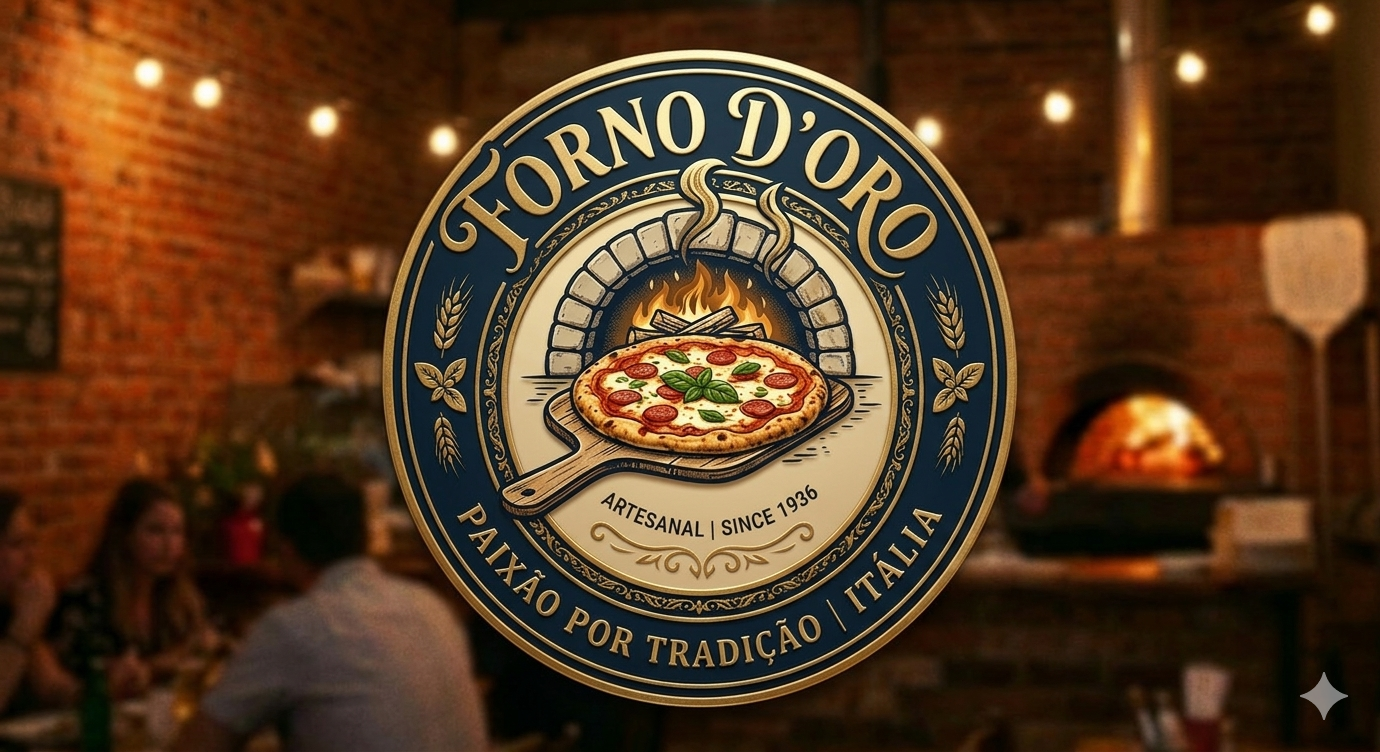 FORNO D'ORO
ARTESANAL | SINCE 1936
PAIXÃO POR TRADIÇÃO | ITÁLIA